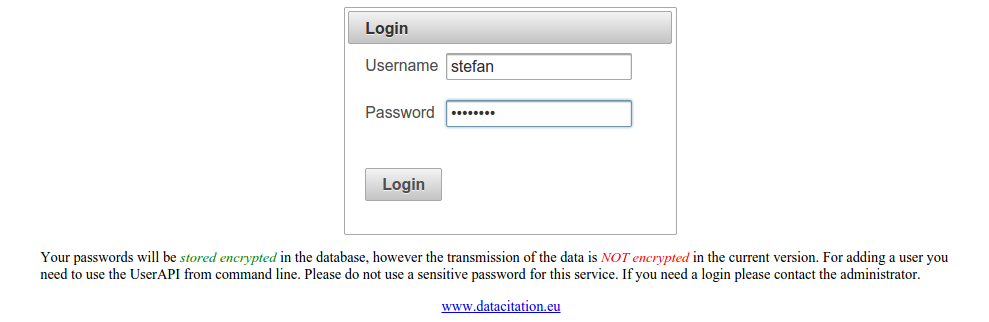 Login
Username stefan
Password ••••••••
Login
Your passwords will be stored encrypted in the database, however the transmission of the data is NOT encrypted in the current version. For adding a user you
need to use the UserAPI from command line. Please do not use a sensitive password for this service. If you need a login please contact the administrator.
www.datacitation.eu